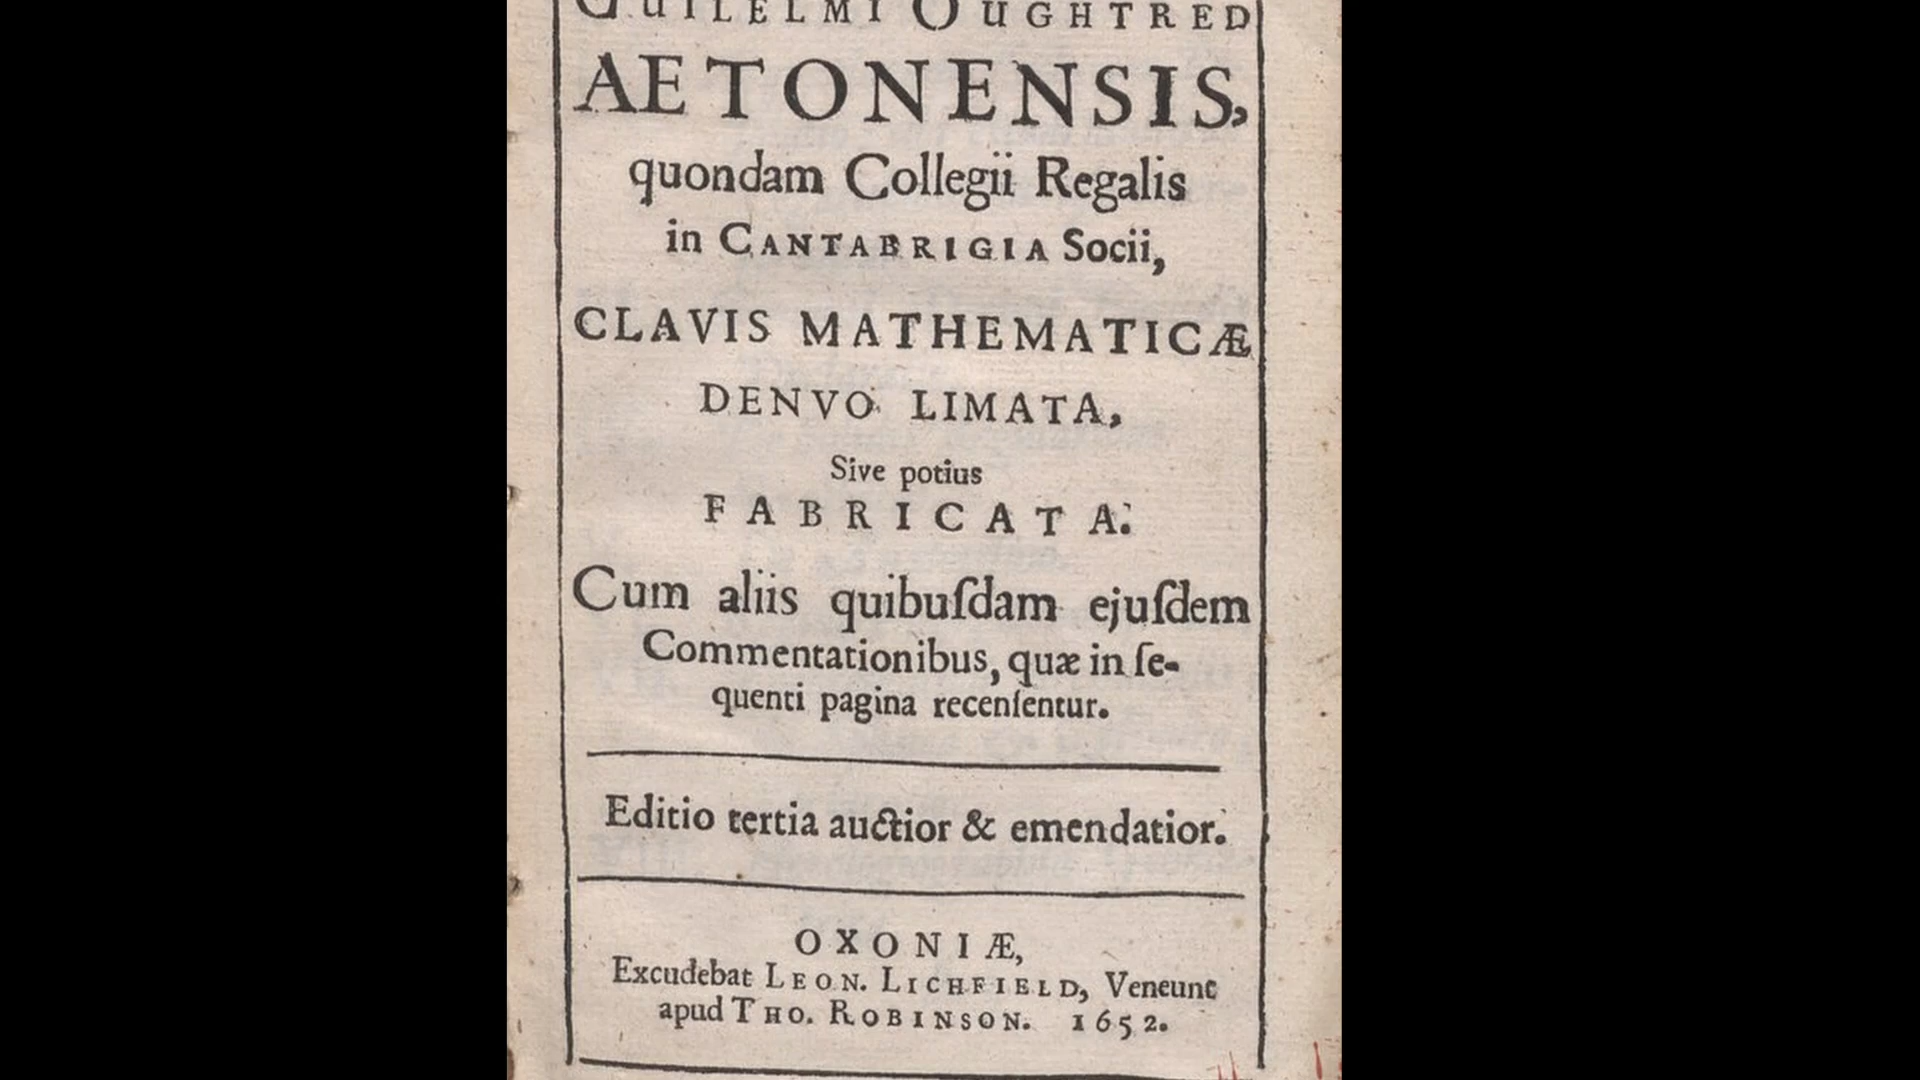 GUILELMI OUGHTRED
AETONENSIS,
quondam Collegii Regalis
in CANTABRIGIA Socii,
CLAVIS MATHEMATICÆ
DENVO LIMATA,
Sive potius
FABRICATA.
Cum aliis quibuſdam ejuſdem
Commentationibus, quæ in ſe-
quenti pagina recenſentur.
Editio tertia auctior & emendatior.
OXONIÆ,
Excudebat LEON. LICHFIELD, Veneunt
apud THO. ROBINSON. 1652.